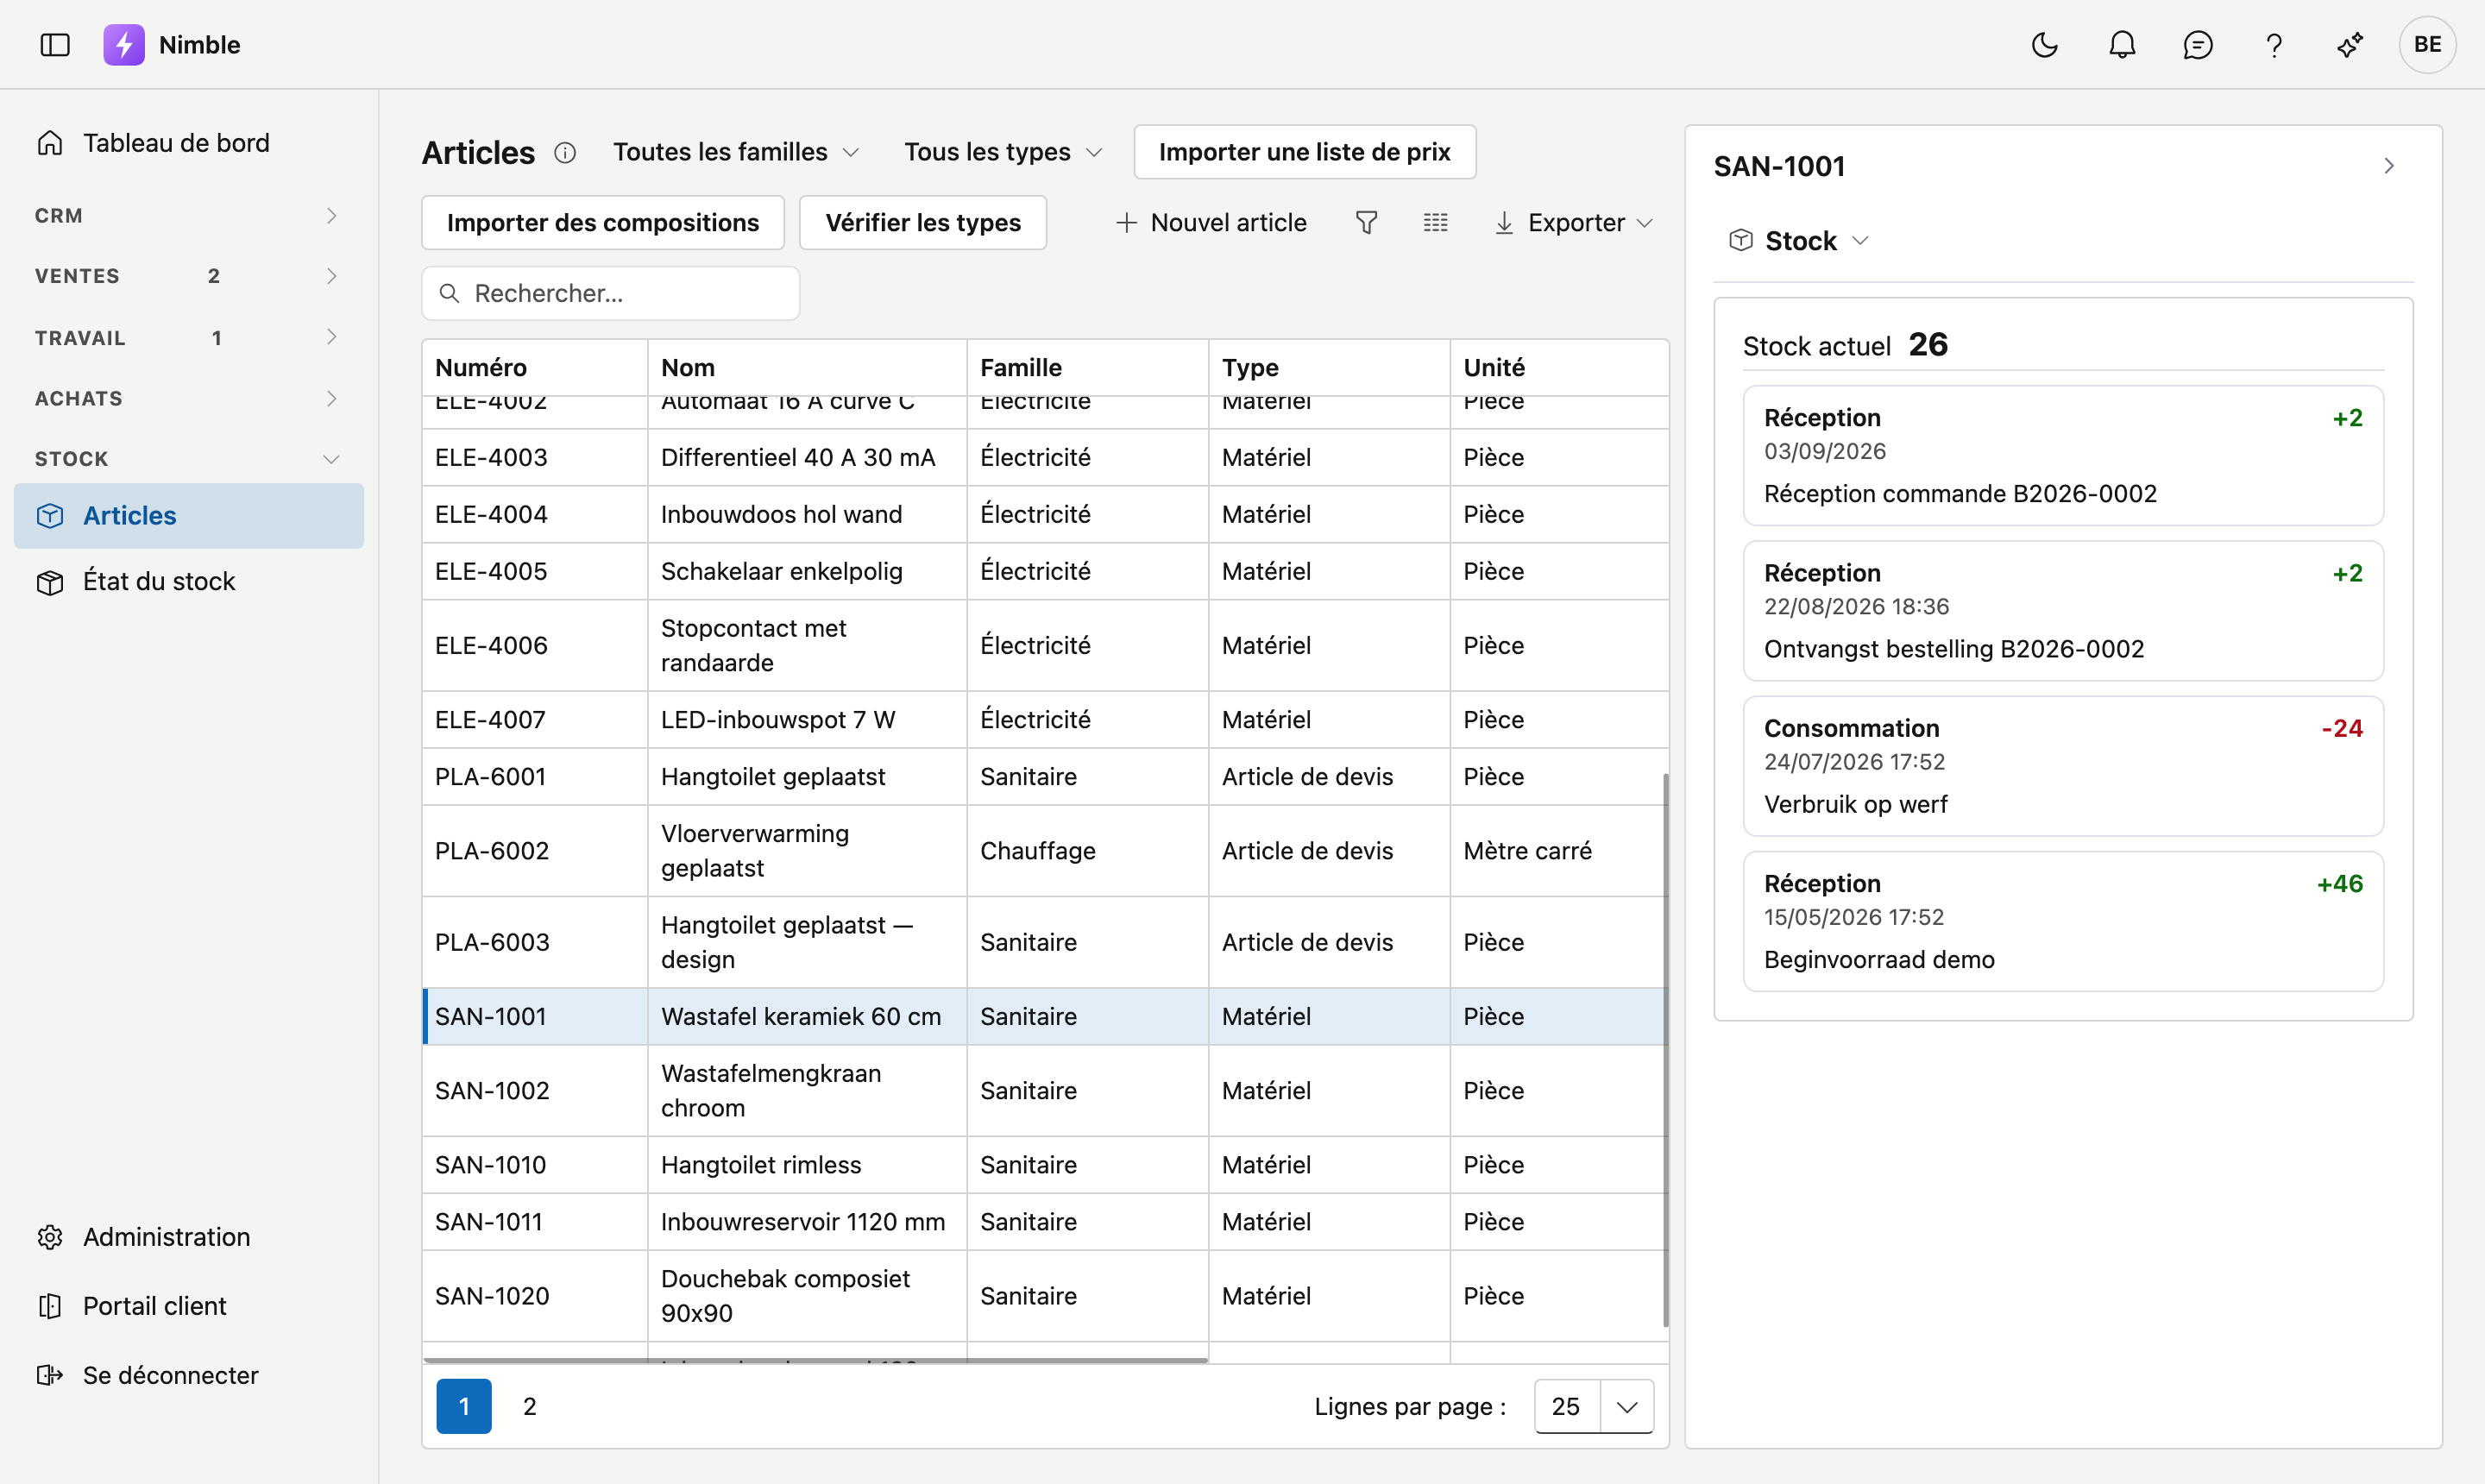 Nimble
BE
Tableau de bord
CRM
VENTES 2
TRAVAIL 1
ACHATS
STOCK
Articles
État du stock
Administration
Portail client
Se déconnecter
Articles Toutes les familles Tous les types Importer une liste de prix
Importer des compositions Vérifier les types Nouvel article Exporter
Rechercher...
Numéro Nom Famille Type Unité
ELE-4002 Automaat 16 A curve C Électricité Matériel Pièce
ELE-4003 Differentieel 40 A 30 mA Électricité Matériel Pièce
ELE-4004 Inbouwdoos hol wand Électricité Matériel Pièce
ELE-4005 Schakelaar enkelpolig Électricité Matériel Pièce
ELE-4006 Stopcontact met randaarde Électricité Matériel Pièce
ELE-4007 LED-inbouwspot 7 W Électricité Matériel Pièce
PLA-6001 Hangtoilet geplaatst Sanitaire Article de devis Pièce
PLA-6002 Vloerverwarming geplaatst Chauffage Article de devis Mètre carré
PLA-6003 Hangtoilet geplaatst — design Sanitaire Article de devis Pièce
SAN-1001 Wastafel keramiek 60 cm Sanitaire Matériel Pièce
SAN-1002 Wastafelmengkraan chroom Sanitaire Matériel Pièce
SAN-1010 Hangtoilet rimless Sanitaire Matériel Pièce
SAN-1011 Inbouwreservoir 1120 mm Sanitaire Matériel Pièce
SAN-1020 Douchebak composiet 90x90 Sanitaire Matériel Pièce
1 2 Lignes par page : 25
SAN-1001
Stock
Stock actuel 26
Réception +2
03/09/2026
Réception commande B2026-0002
Réception +2
22/08/2026 18:36
Ontvangst bestelling B2026-0002
Consommation -24
24/07/2026 17:52
Verbruik op werf
Réception +46
15/05/2026 17:52
Beginvoorraad demo